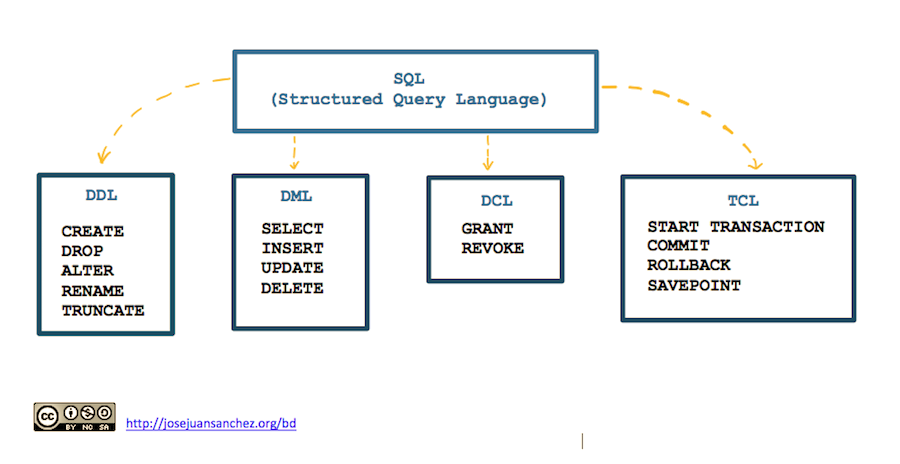 SQL
(Structured Query Language)
DDL
CREATE
DROP
ALTER
RENAME
TRUNCATE
DML
SELECT
INSERT
UPDATE
DELETE
DCL
GRANT
REVOKE
TCL
START TRANSACTION
COMMIT
ROLLBACK
SAVEPOINT
cc
BY NC SA
http://josejuansanchez.org/bd